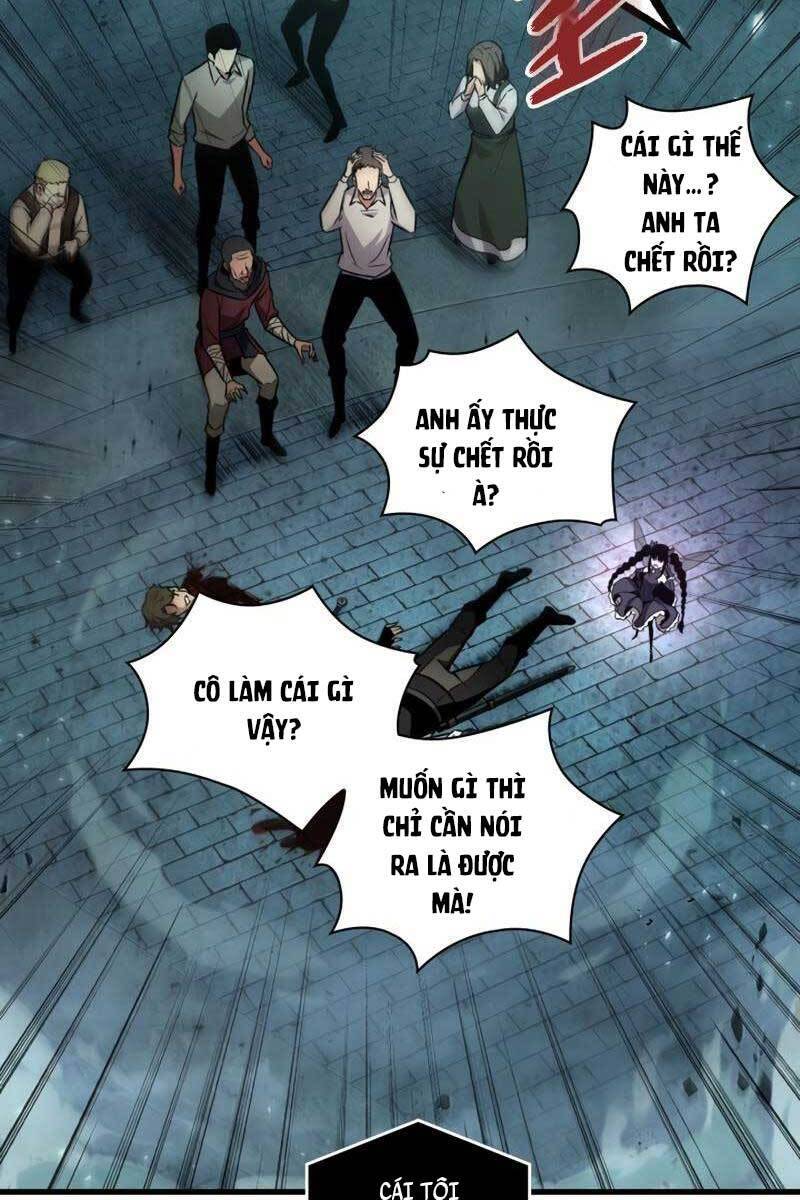 CÁI GÌ THẾ
NÀY...?
ANH TA
CHẾT RỒI?
ANH ẤY THỰC
SỰ CHẾT RỒI
À?
CÔ LÀM CÁI GÌ
VẬY?
MUỐN GÌ THÌ
CHỈ CẦN NÓI
RA LÀ ĐƯỢC
MÀ!
CÁI TÔI